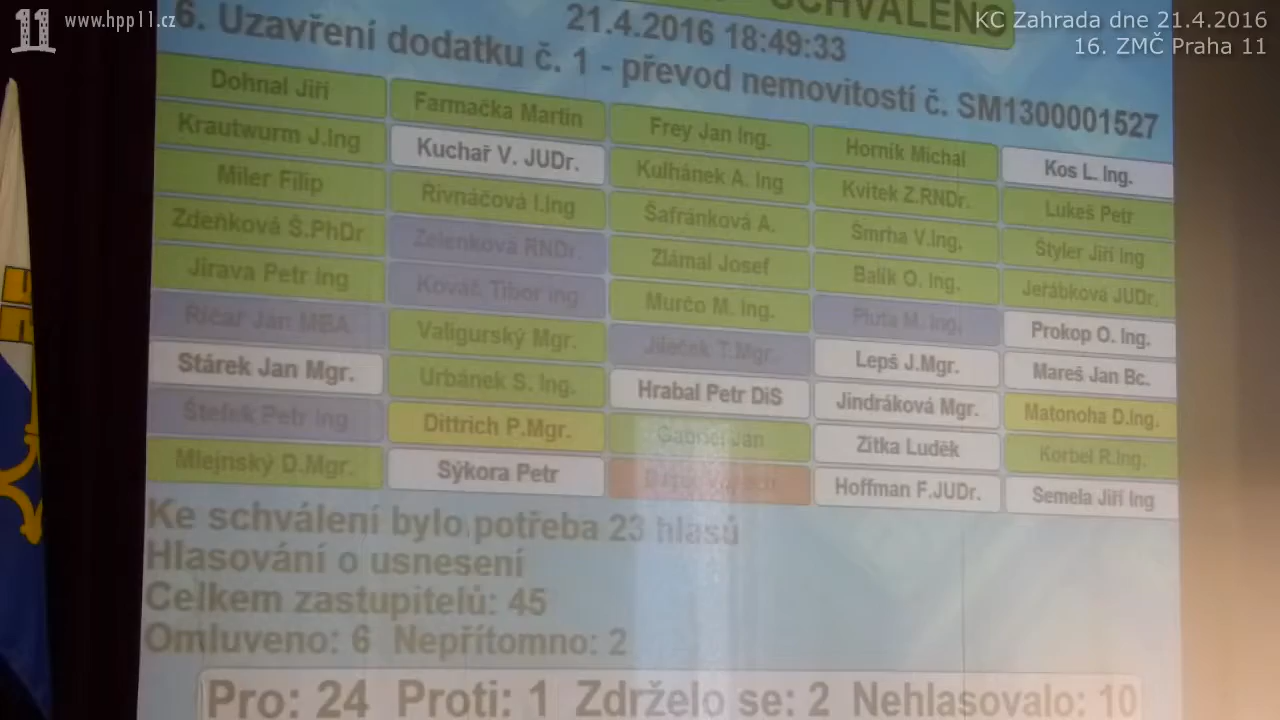 11 www.hpp11.cz
KC Zahrada dne 21.4.2016
16. ZMČ Praha 11
SCHVÁLENO
21.4.2016 18:49:33
6. Uzavření dodatku č. 1 - převod nemovitostí č. SM1300001527
Dohnal Jiří Farmačka Martin Frey Jan Ing. Horník Michal Kos L. Ing.
Krautwurm J.Ing Kuchař V. JUDr. Kulhánek A. Ing Kvítek Z.RNDr. Lukeš Petr
Miler Filip Řivnáčová I.Ing Šafránková A. Šmrha V.Ing. Štyler Jiří Ing
Zdeňková Š.PhDr Zelenková RNDr. Zlámal Josef Balík O. Ing. Jeřábková JUDr.
Jirava Petr ing Kováč Tibor ing Murčo M. Ing. Pluta M. Ing. Prokop O. Ing.
Říčař Jan MBA Valigurský Mgr. Jileček T.Mgr. Lepš J.Mgr. Mareš Jan Bc.
Stárek Jan Mgr. Urbánek S. Ing. Hrabal Petr DiS Jindráková Mgr. Matonoha D.Ing.
Štefek Petr ing Dittrich P.Mgr. Gabriel Jan Zítka Luděk Korbel R.Ing.
Mlejnský D.Mgr. Sýkora Petr Hoffman F.JUDr. Semela Jiří Ing
Ke schválení bylo potřeba 23 hlasů
Hlasování o usnesení
Celkem zastupitelů: 45
Omluveno: 6 Nepřítomno: 2
Pro: 24 Proti: 1 Zdrželo se: 2 Nehlasovalo: 10